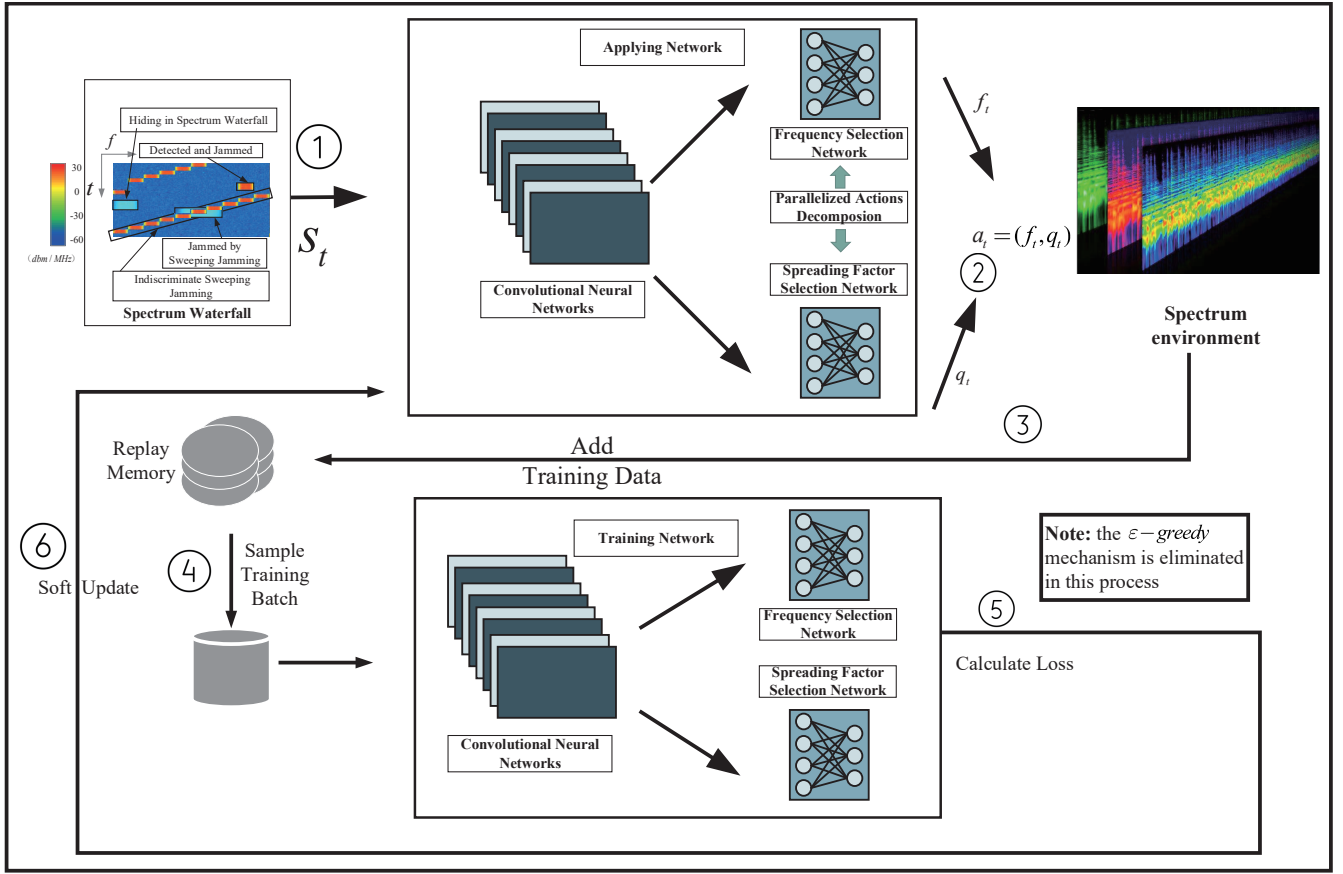 Hiding in Spectrum Waterfall
f
Detected and Jammed
t
30
0
-30
-60
(dbm / MHz)
Jammed by
Sweeping Jamming
Indiscriminate Sweeping
Jamming
Spectrum Waterfall
1
S_t
Applying Network
Convolutional Neural
Networks
Frequency Selection
Network
Parallelized Actions
Decomposion
Spreading Factor
Selection Network
f_t
a_t = (f_t, q_t)
2
q_t
Spectrum
environment
3
Add
Training Data
Replay
Memory
6
Soft Update
4
Sample
Training
Batch
Training Network
Convolutional Neural
Networks
Frequency Selection
Network
Spreading Factor
Selection Network
5
Calculate Loss
Note: the ε−greedy
mechanism is eliminated
in this process